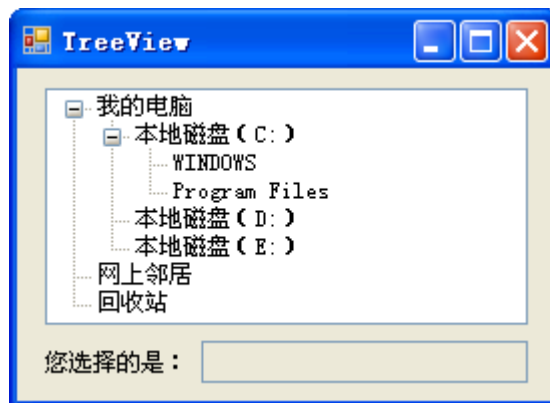 TreeView
我的电脑
本地磁盘(C:)
WINDOWS
Program Files
本地磁盘(D:)
本地磁盘(E:)
网上邻居
回收站
您选择的是：